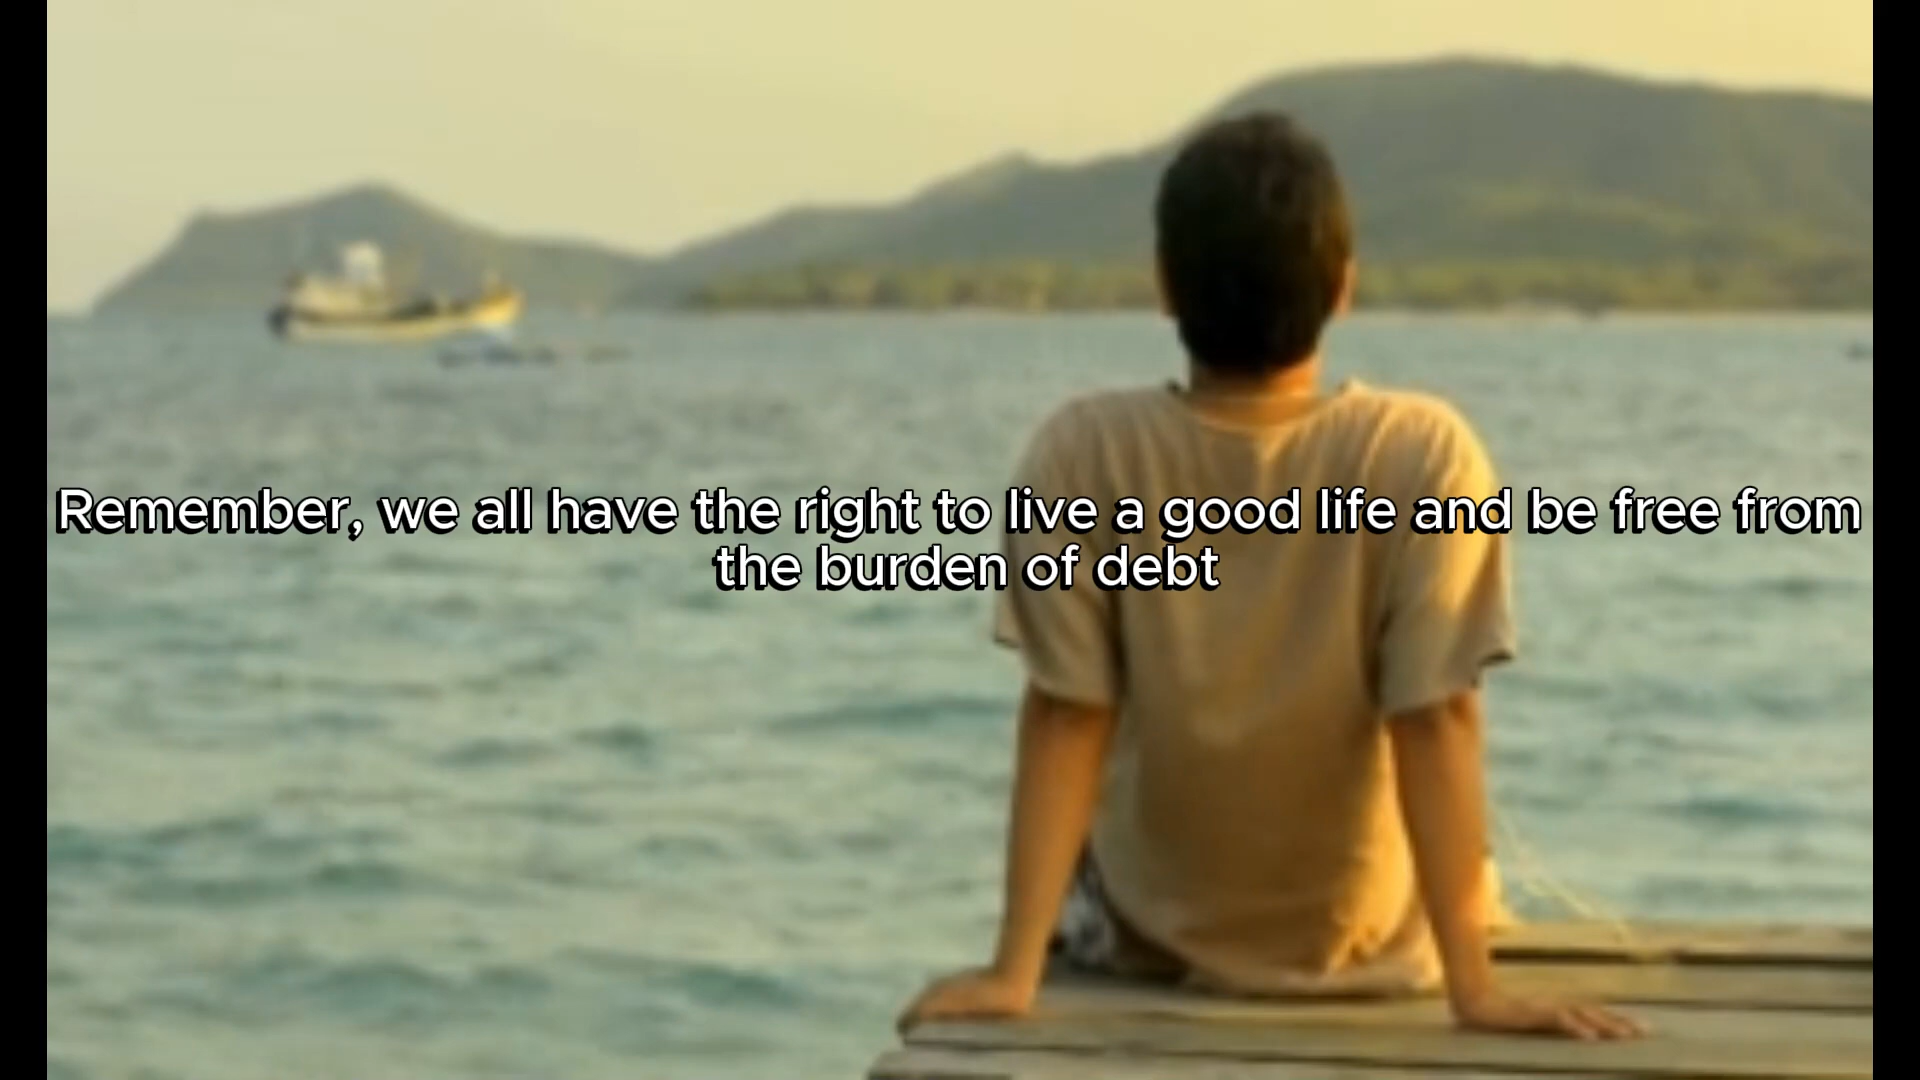 Remember, we all have the right to live a good life and be free from
the burden of debt